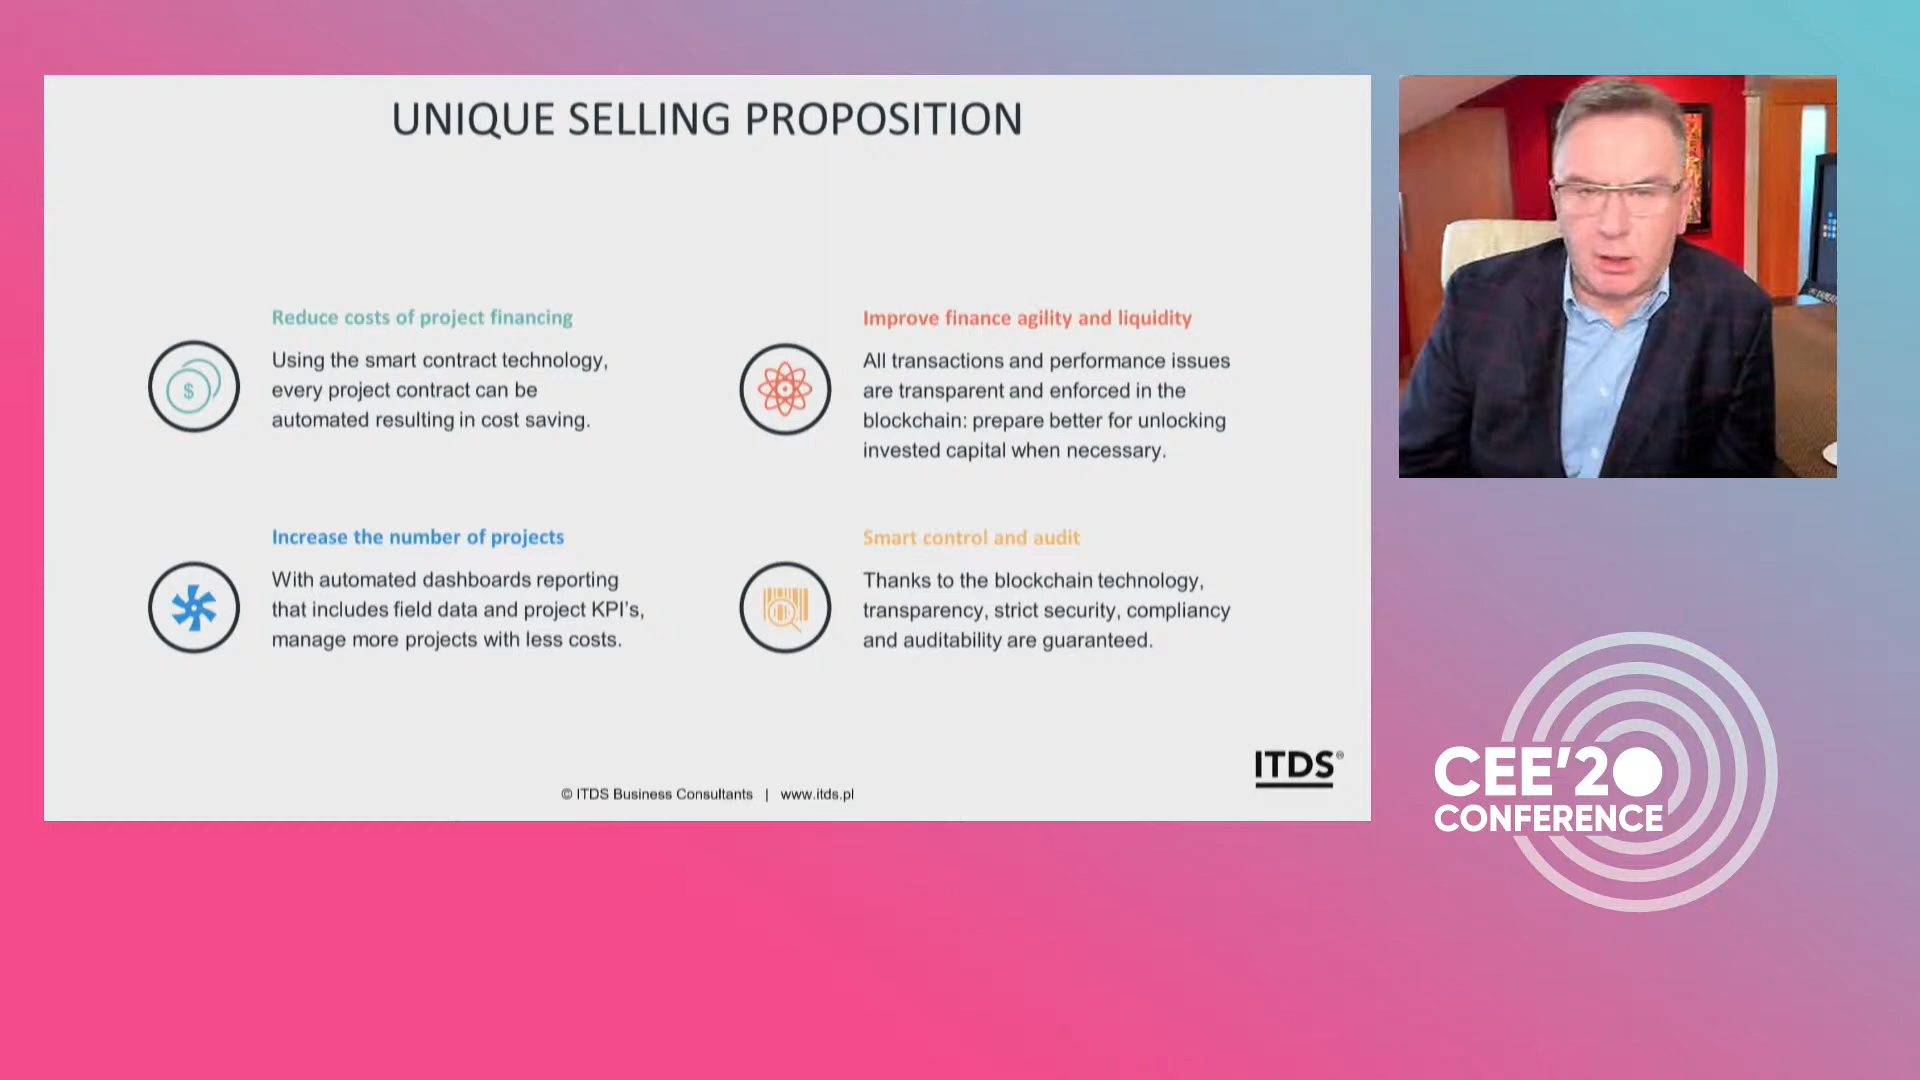 UNIQUE SELLING PROPOSITION
Reduce costs of project financing
Using the smart contract technology,
every project contract can be
automated resulting in cost saving.
$
Improve finance agility and liquidity
All transactions and performance issues
are transparent and enforced in the
blockchain: prepare better for unlocking
invested capital when necessary.
Increase the number of projects
With automated dashboards reporting
that includes field data and project KPI's,
manage more projects with less costs.
Smart control and audit
Thanks to the blockchain technology,
transparency, strict security, compliancy
and auditability are guaranteed.
ITDS®
© ITDS Business Consultants | www.itds.pl
CEE'20
CONFERENCE